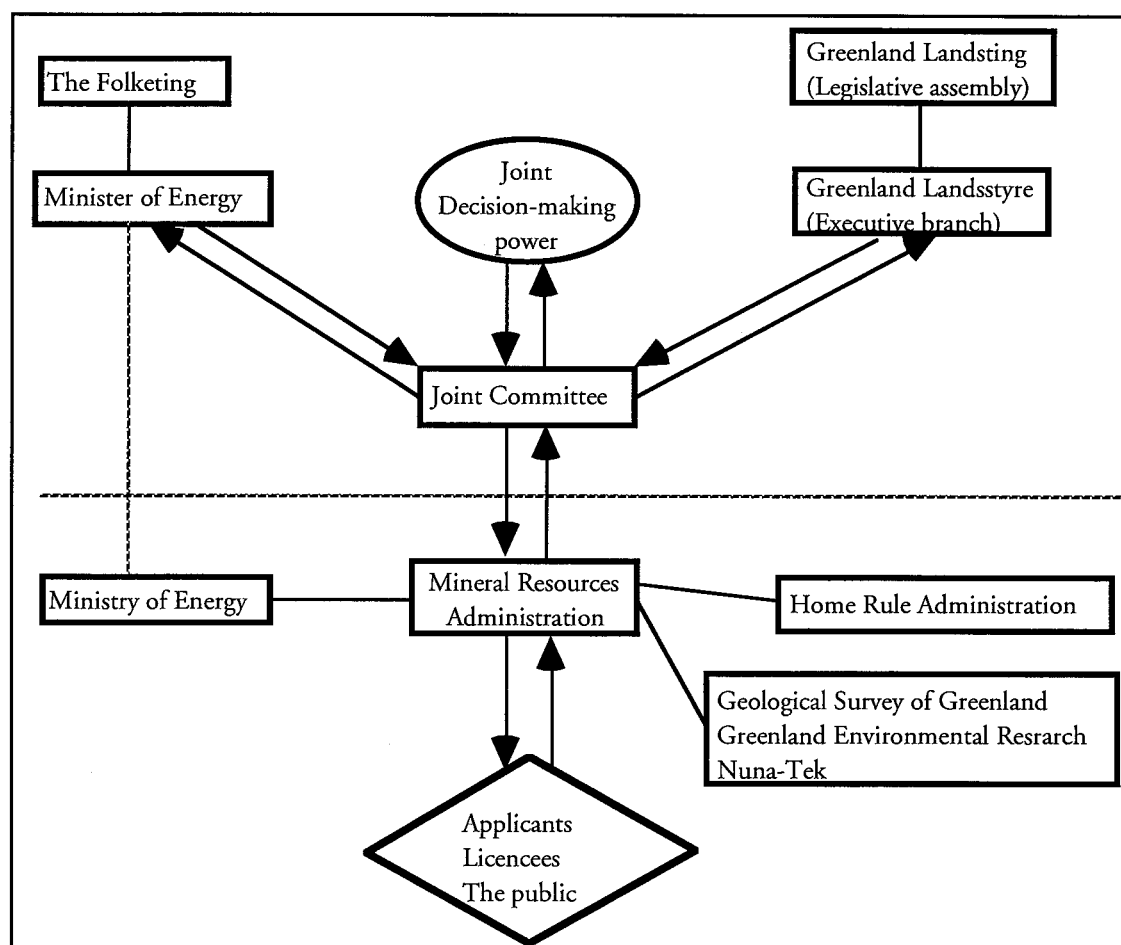 The Folketing
Greenland Landsting
(Legislative assembly)
Minister of Energy
Joint
Decision-making
power
Greenland Landsstyre
(Executive branch)
Joint Committee
Ministry of Energy
Mineral Resources
Administration
Home Rule Administration
Geological Survey of Greenland
Greenland Environmental Resrarch
Nuna-Tek
Applicants
Licencees
The public